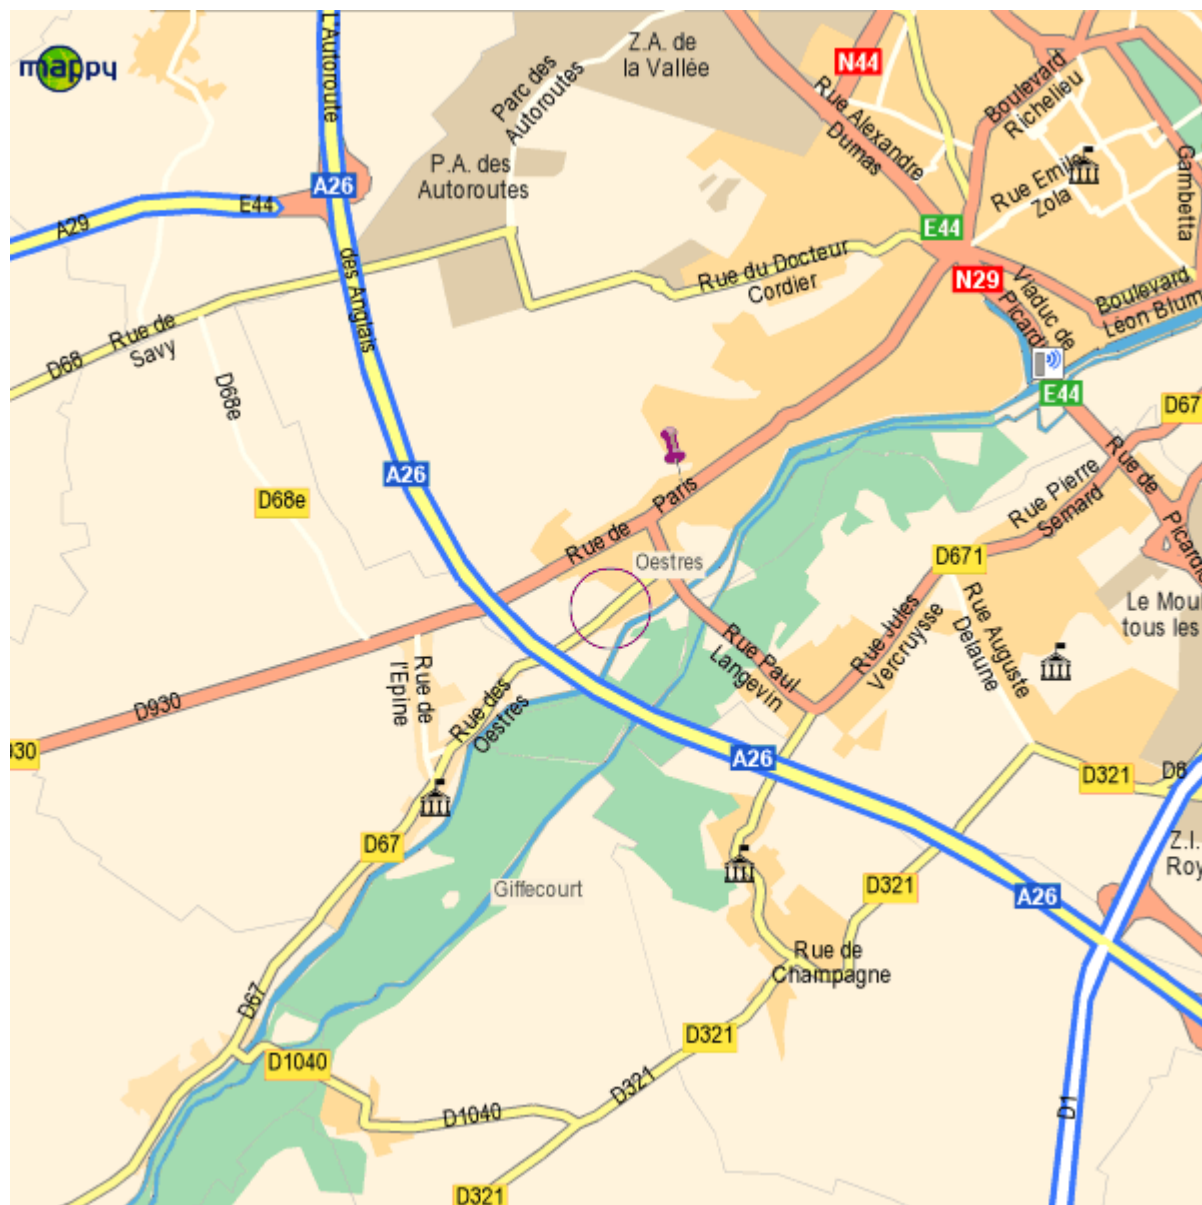 mappy
L'Autoroute
Z.A. de
la Vallée
N44
Parc des
Autoroutes
Boulevard
Richelieu
Rue Alexandre
Dumas
P.A. des
Autoroutes
A26
E44
A29
Rue Emile
Zola
Gambetta
E44
des Anglais
Rue du Docteur
Cordier
N29
Viaduc de
Boulevard
Léon Blum
Rue de
Savy
D68
D68e
E44
D67
A26
D68e
Rue de
Paris
Rue de
Picardie
Rue Pierre
Semard
Oestres
D671
Rue Jules
Vercruysse
Rue Auguste
Delaune
Le Mou
tous les
Rue Paul
Langevin
Rue de
l'Epine
Rue des
Oestres
D930
930
A26
D321
D8
D67
Z.I.
Roy
Giffecourt
D321
A26
Rue de
Champagne
D67
D321
D1040
D321
D1040
D1
D321